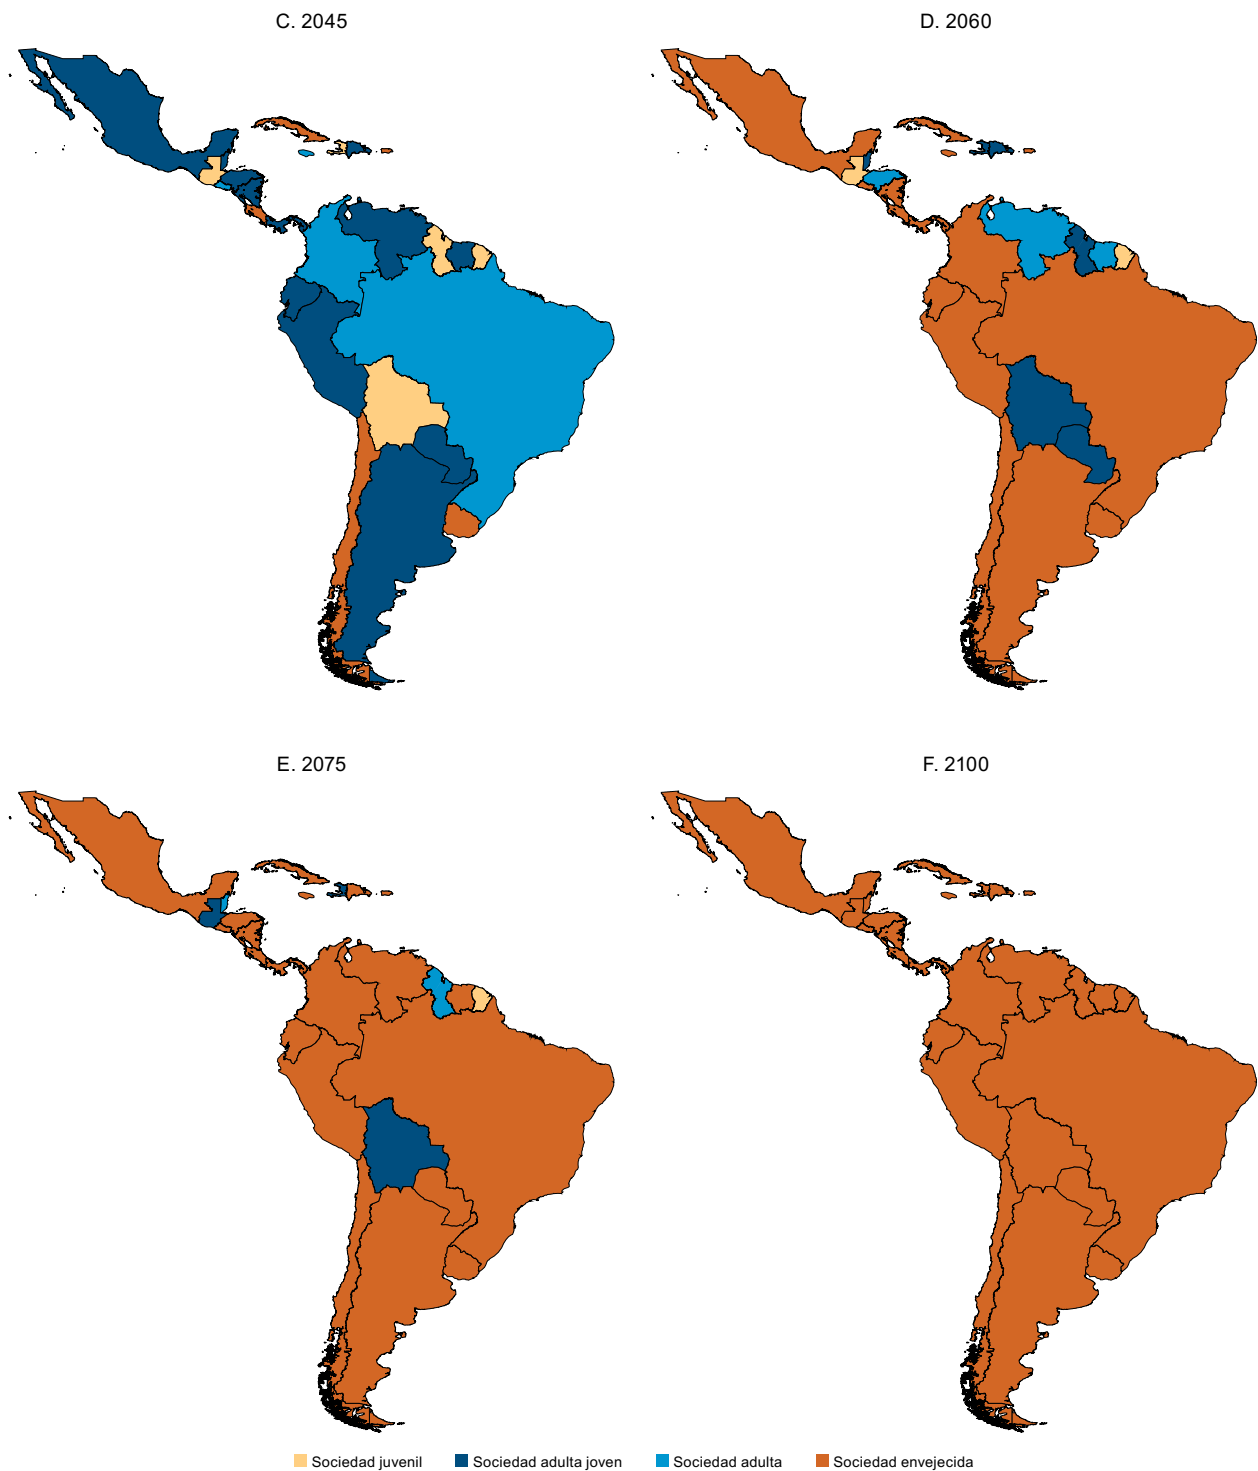 C. 2045
D. 2060
E. 2075
F. 2100
Sociedad juvenil
Sociedad adulta joven
Sociedad adulta
Sociedad envejecida